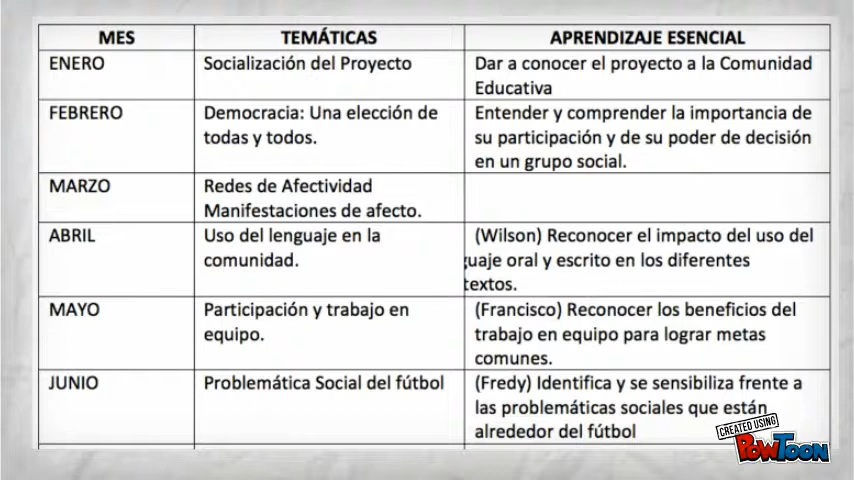 MES TEMÁTICAS APRENDIZAJE ESENCIAL
ENERO Socialización del Proyecto Dar a conocer el proyecto a la Comunidad
Educativa
FEBRERO Democracia: Una elección de Entender y comprender la importancia de
todas y todos. su participación y de su poder de decisión
en un grupo social.
MARZO Redes de Afectividad
Manifestaciones de afecto.
ABRIL Uso del lenguaje en la (Wilson) Reconocer el impacto del uso del
comunidad. guaje oral y escrito en los diferentes
textos.
MAYO Participación y trabajo en (Francisco) Reconocer los beneficios del
equipo. trabajo en equipo para lograr metas
comunes.
JUNIO Problemática Social del fútbol (Fredy) Identifica y se sensibiliza frente a
las problemáticas sociales que están
alrededor del fútbol
CREATED USING
POWTOON